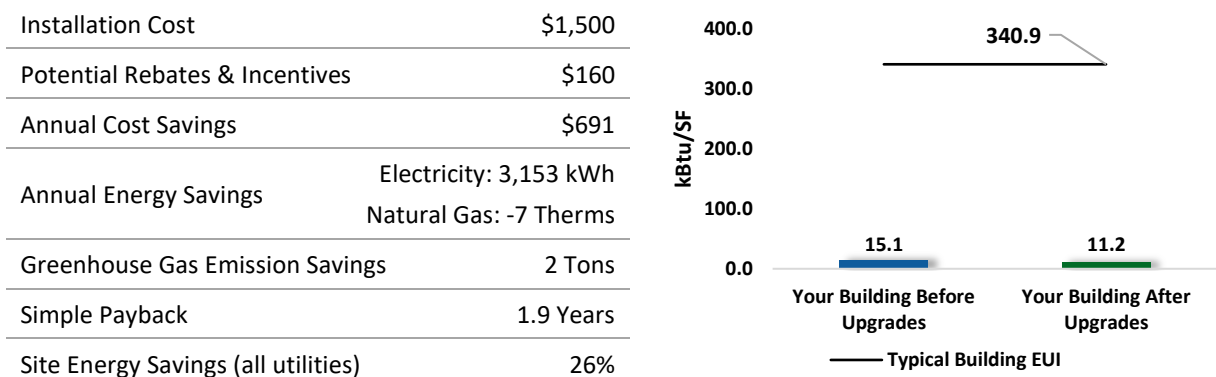 Installation Cost $1,500
Potential Rebates & Incentives $160
Annual Cost Savings $691
Annual Energy Savings Electricity: 3,153 kWh
Natural Gas: -7 Therms
Greenhouse Gas Emission Savings 2 Tons
Simple Payback 1.9 Years
Site Energy Savings (all utilities) 26%
kBtu/SF
400.0
300.0
200.0
100.0
0.0
340.9
15.1
11.2
Your Building Before
Upgrades
Your Building After
Upgrades
Typical Building EUI